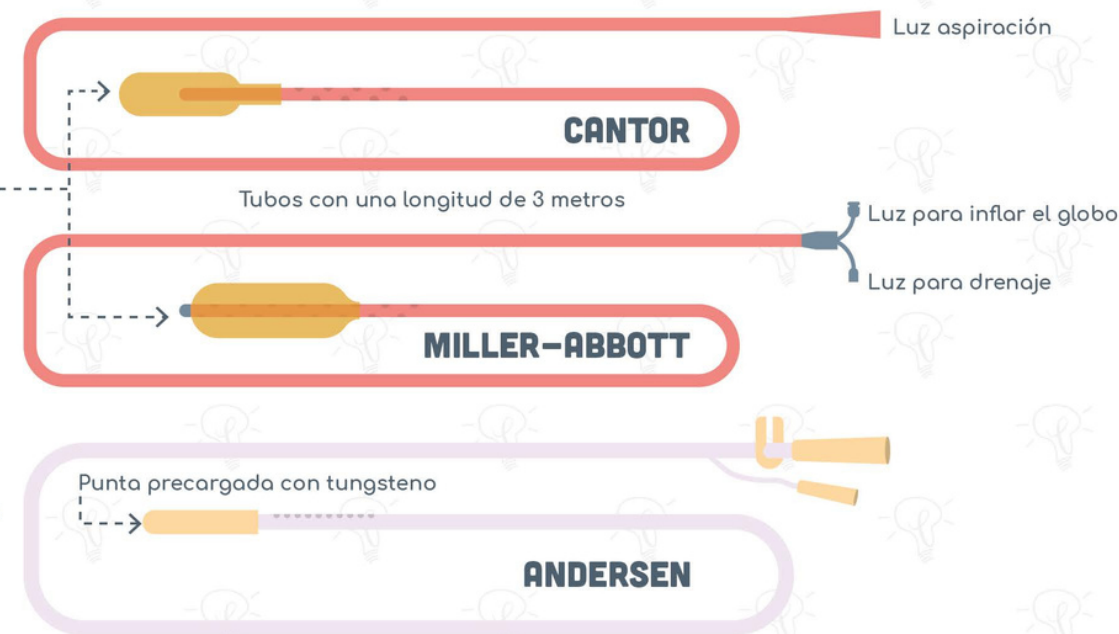 Luz aspiración
CANTOR
Tubos con una longitud de 3 metros
Luz para inflar el globo
Luz para drenaje
MILLER-ABBOTT
Punta precargada con tungsteno
ANDERSEN